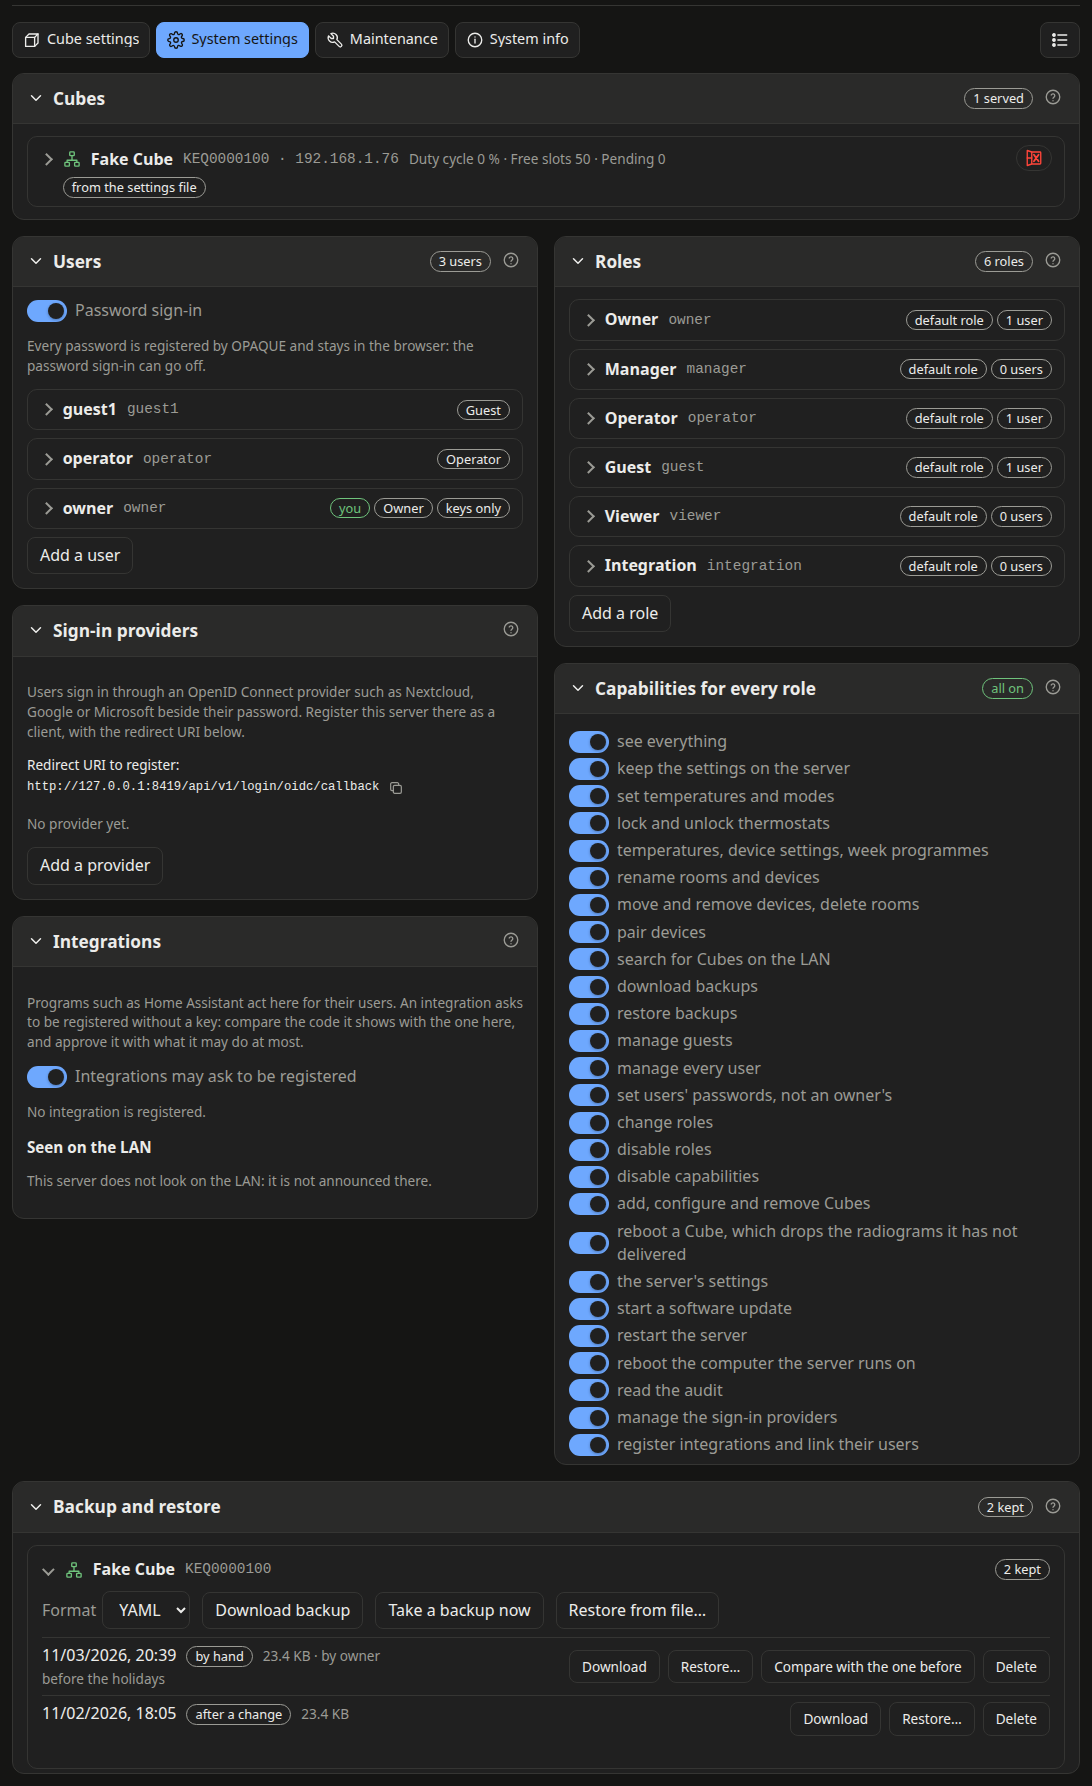 Cube settings
System settings
Maintenance
System info
Cubes
1 served
Fake Cube KEQ0000100 · 192.168.1.76 Duty cycle 0 % · Free slots 50 · Pending 0
from the settings file
Users
3 users
Password sign-in
Every password is registered by OPAQUE and stays in the browser: the
password sign-in can go off.
guest1 guest1
Guest
operator operator
Operator
owner owner
you
Owner
keys only
Add a user
Roles
6 roles
Owner owner
default role
1 user
Manager manager
default role
0 users
Operator operator
default role
1 user
Guest guest
default role
1 user
Viewer viewer
default role
0 users
Integration integration
default role
0 users
Add a role
Sign-in providers
Users sign in through an OpenID Connect provider such as Nextcloud,
Google or Microsoft beside their password. Register this server there as a
client, with the redirect URI below.
Redirect URI to register:
http://127.0.0.1:8419/api/v1/login/oidc/callback
No provider yet.
Add a provider
Integrations
Programs such as Home Assistant act here for their users. An integration asks
to be registered without a key: compare the code it shows with the one here,
and approve it with what it may do at most.
Integrations may ask to be registered
No integration is registered.
Seen on the LAN
This server does not look on the LAN: it is not announced there.
Capabilities for every role
all on
see everything
keep the settings on the server
set temperatures and modes
lock and unlock thermostats
temperatures, device settings, week programmes
rename rooms and devices
move and remove devices, delete rooms
pair devices
search for Cubes on the LAN
download backups
restore backups
manage guests
manage every user
set users' passwords, not an owner's
change roles
disable roles
disable capabilities
add, configure and remove Cubes
reboot a Cube, which drops the radiograms it has not
delivered
the server's settings
start a software update
restart the server
reboot the computer the server runs on
read the audit
manage the sign-in providers
register integrations and link their users
Backup and restore
2 kept
Fake Cube KEQ0000100
2 kept
Format
YAML
Download backup
Take a backup now
Restore from file...
11/03/2026, 20:39
by hand
23.4 KB · by owner
before the holidays
Download
Restore...
Compare with the one before
Delete
11/02/2026, 18:05
after a change
23.4 KB
Download
Restore...
Delete